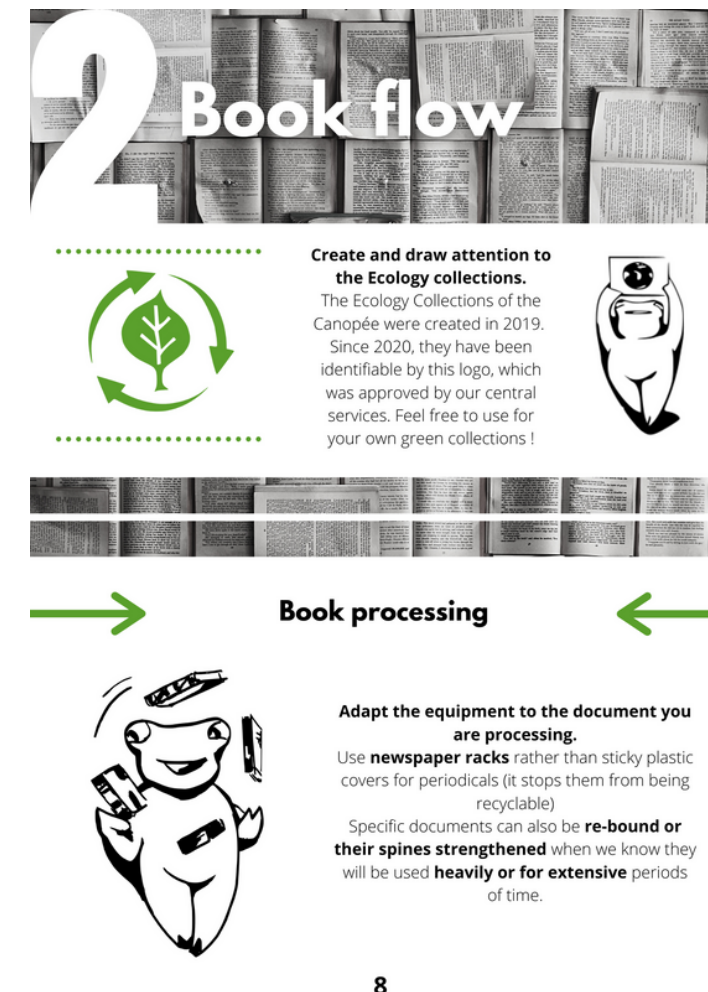 2
Book flow
Create and draw attention to
the Ecology collections.
The Ecology Collections of the
Canopée were created in 2019.
Since 2020, they have been
identifiable by this logo, which
was approved by our central
services. Feel free to use for
your own green collections !
Book processing
Adapt the equipment to the document you
are processing.
Use newspaper racks rather than sticky plastic
covers for periodicals (it stops them from being
recyclable)
Specific documents can also be re-bound or
their spines strengthened when we know they
will be used heavily or for extensive periods
of time.
8